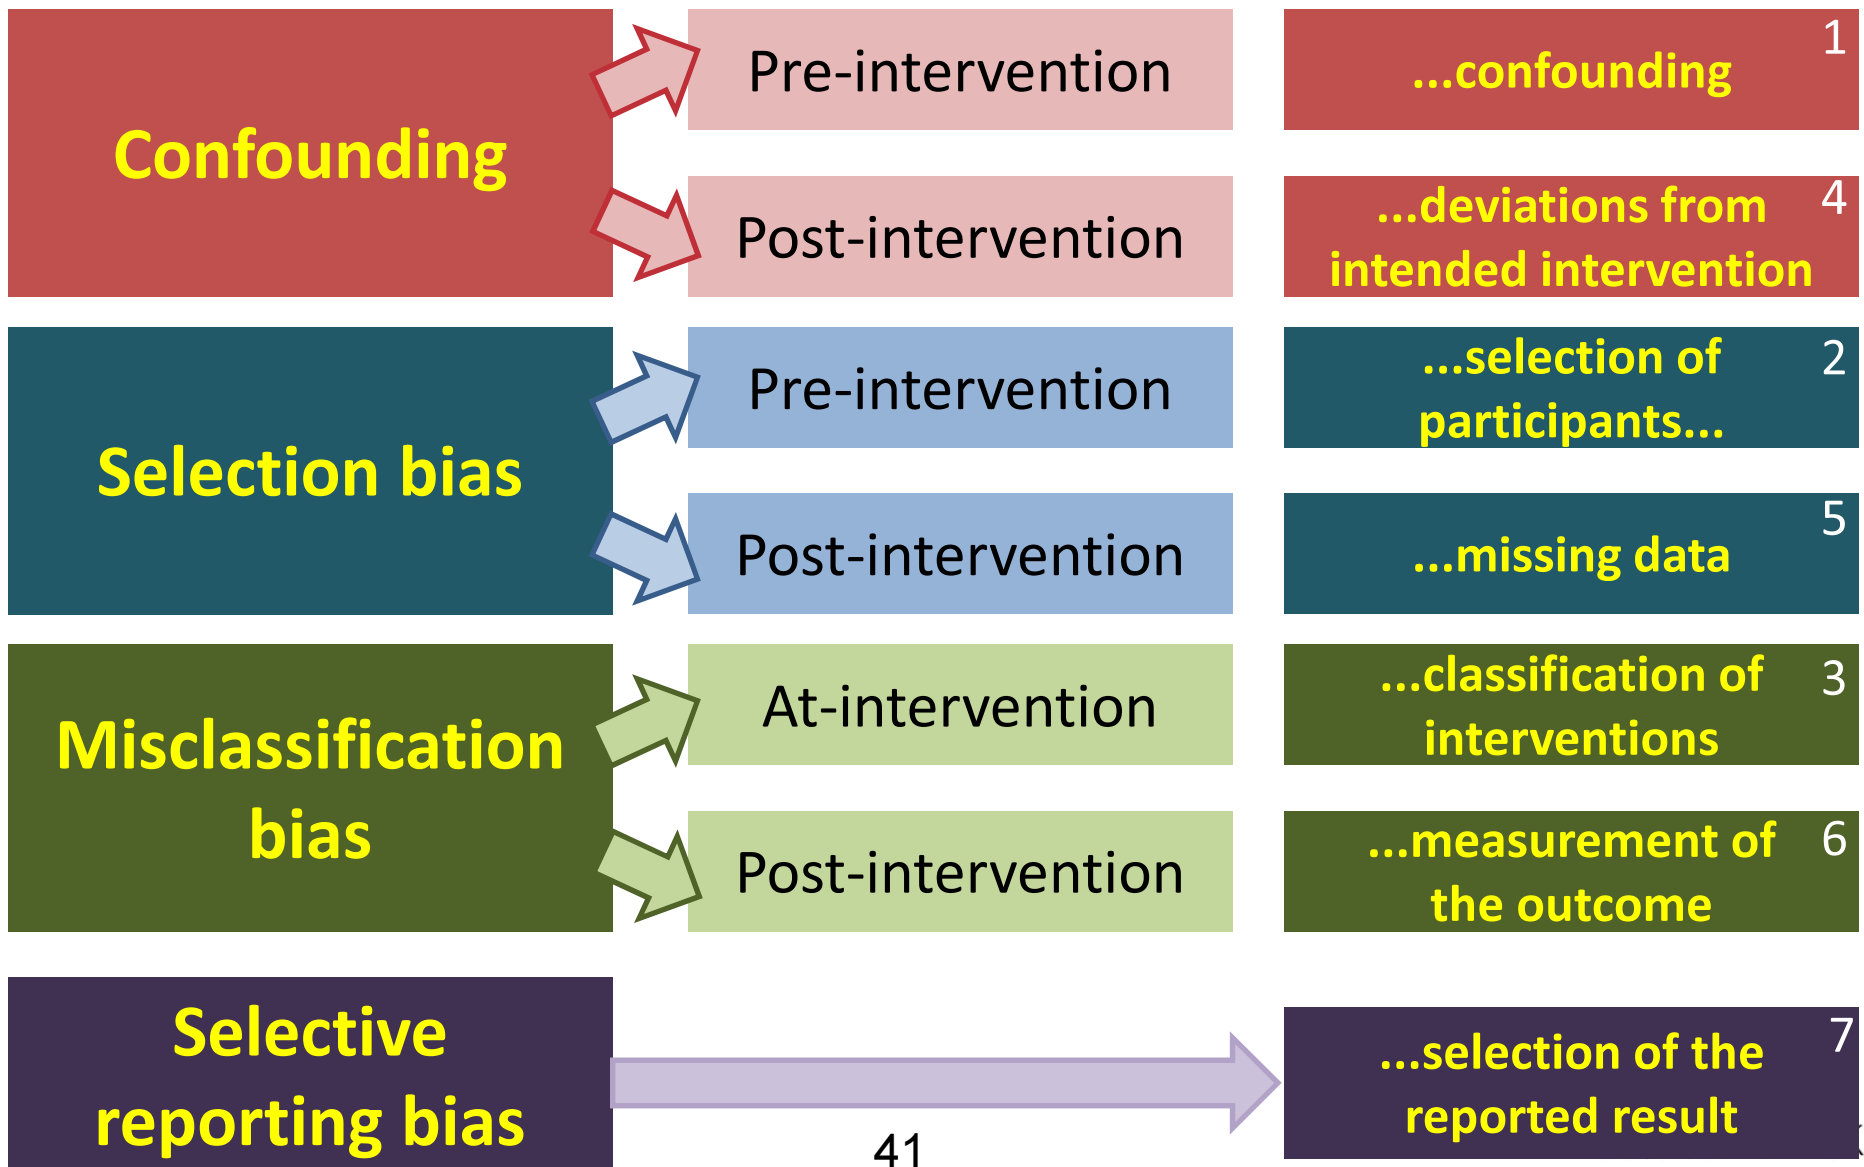 Confounding
Pre-intervention
...confounding
1
Post-intervention
...deviations from
intended intervention
4
Selection bias
Pre-intervention
...selection of
participants...
2
Post-intervention
...missing data
5
Misclassification
bias
At-intervention
...classification of
interventions
3
Post-intervention
...measurement of
the outcome
6
Selective
reporting bias
...selection of the
reported result
7
41